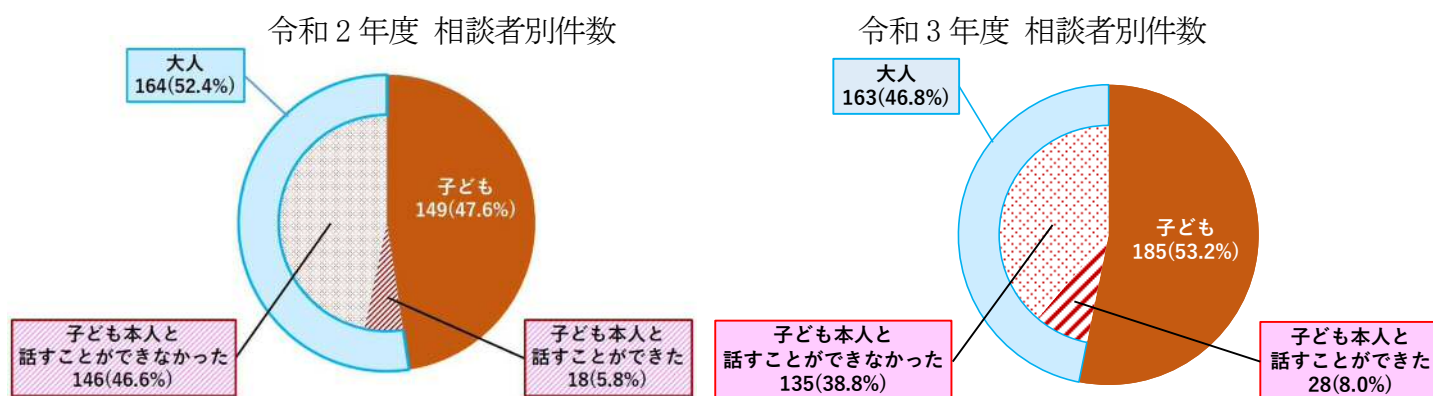 令和２年度 相談者別件数
大人
164(52.4%)
子ども
149(47.6%)
子ども本人と
話すことができなかった
146(46.6%)
子ども本人と
話すことができた
18(5.8%)
令和３年度 相談者別件数
大人
163(46.8%)
子ども
185(53.2%)
子ども本人と
話すことができなかった
135(38.8%)
子ども本人と
話すことができた
28(8.0%)